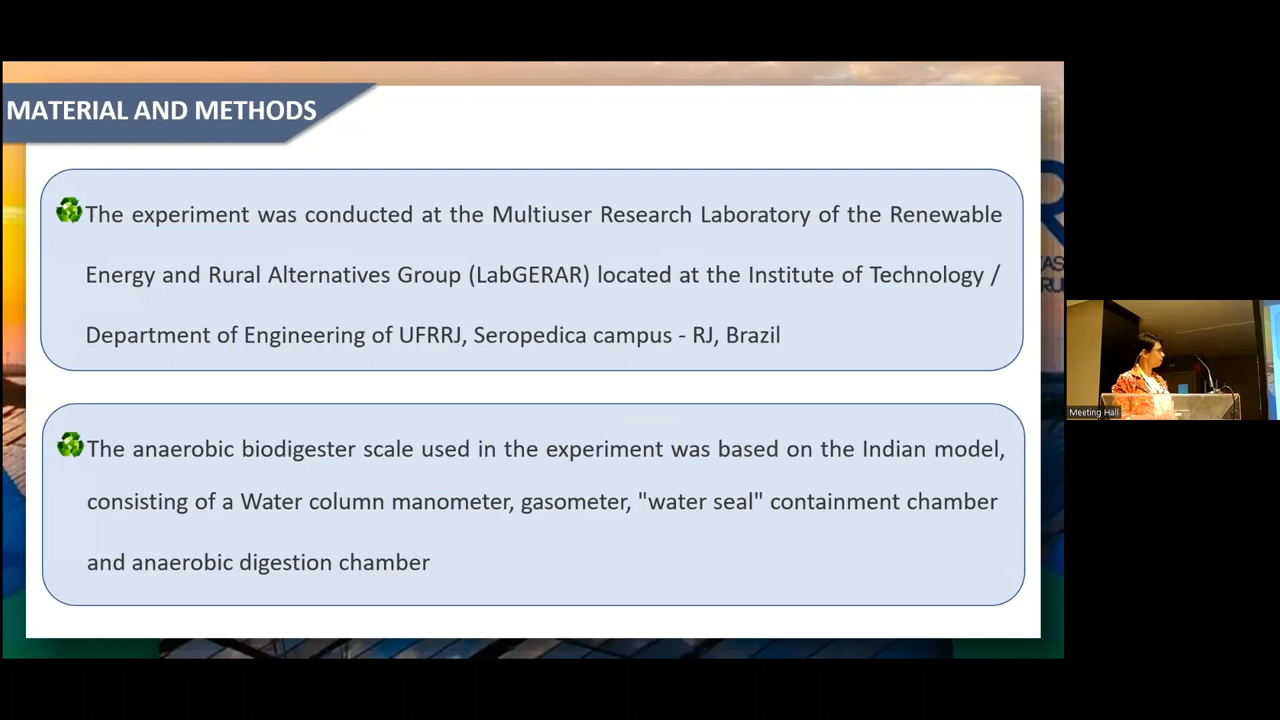 MATERIAL AND METHODS
The experiment was conducted at the Multiuser Research Laboratory of the Renewable
Energy and Rural Alternatives Group (LabGERAR) located at the Institute of Technology /
Department of Engineering of UFRRJ, Seropedica campus - RJ, Brazil
The anaerobic biodigester scale used in the experiment was based on the Indian model,
consisting of a Water column manometer, gasometer, "water seal" containment chamber
and anaerobic digestion chamber
Meeting Hall